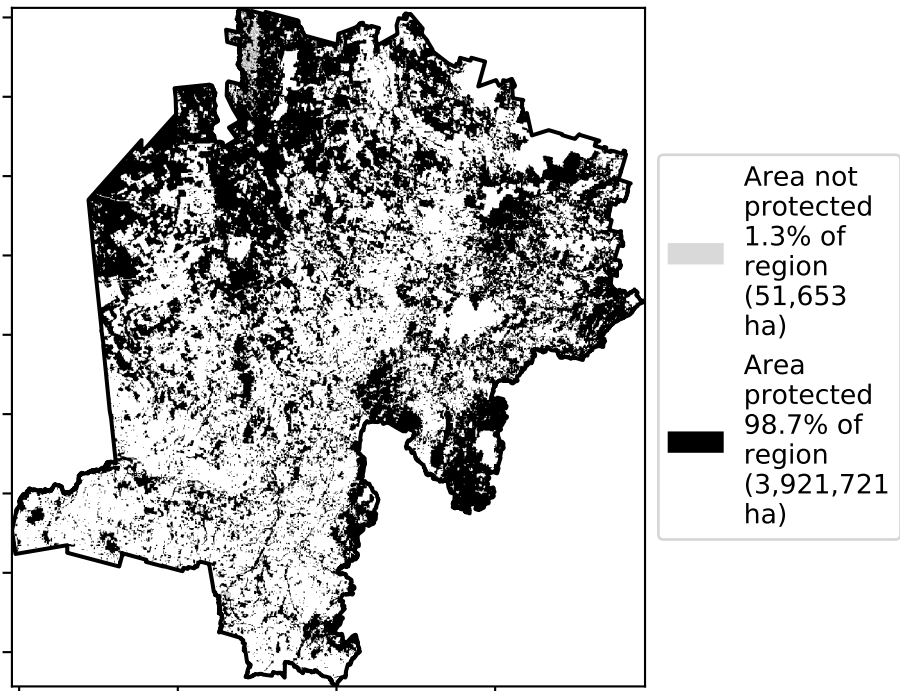 Area not
protected
1.3% of
region
(51,653
ha)
Area
protected
98.7% of
region
(3,921,721
ha)